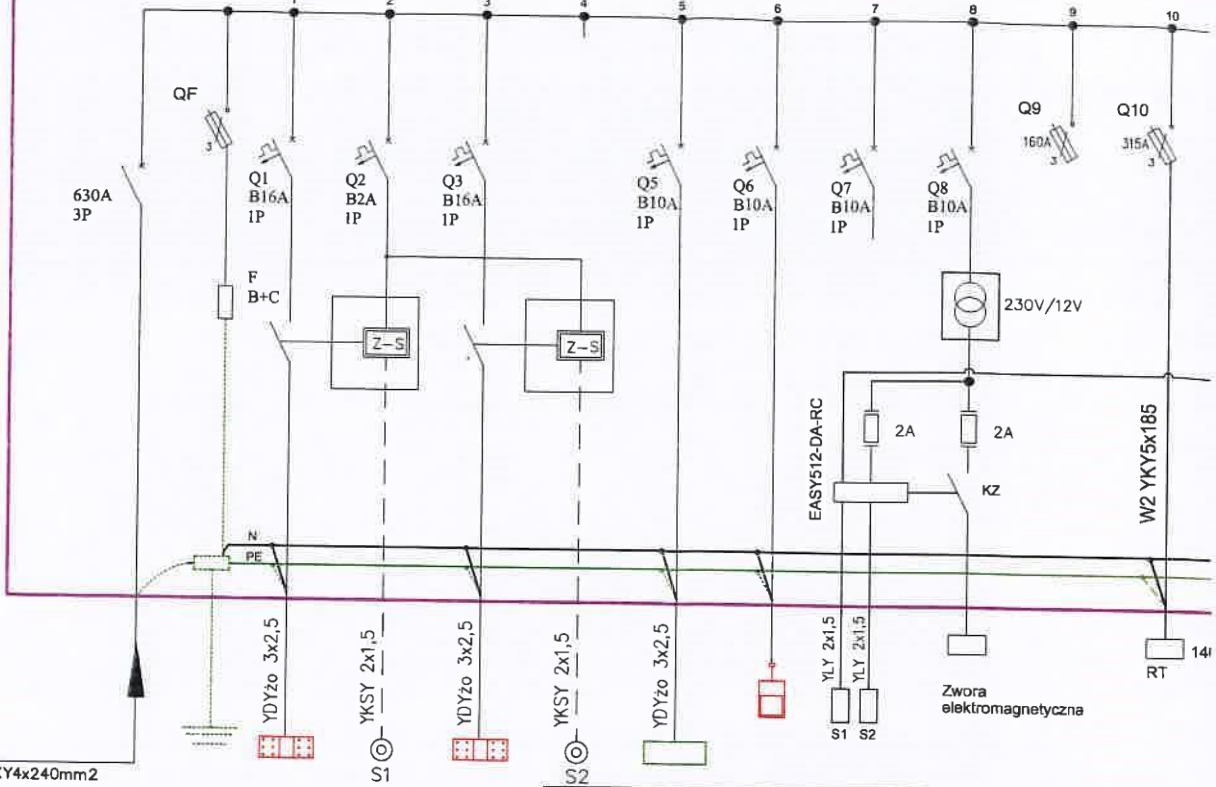 1 2 3 4 5 6 7 8 9 10
QF
3
630A
3P
Q1
B16A
1P
Q2
B2A
1P
Q3
B16A
1P
Q5
B10A
1P
Q6
B10A
1P
Q7
B10A
1P
Q8
B10A
1P
Q9
160A
3
Q10
315A
3
F
B+C
Z-S
Z-S
230V/12V
2A
2A
EASY512-DA-RC
KZ
W2 YKY5x185
N
PE
YDYżo 3x2,5
YKSY 2x1,5
YDYżo 3x2,5
YKSY 2x1,5
YDYżo 3x2,5
YLY 2x1,5
YLY 2x1,5
S1
S2
S1
S2
Zwora
elektromagnetyczna
RT
KY4x240mm2